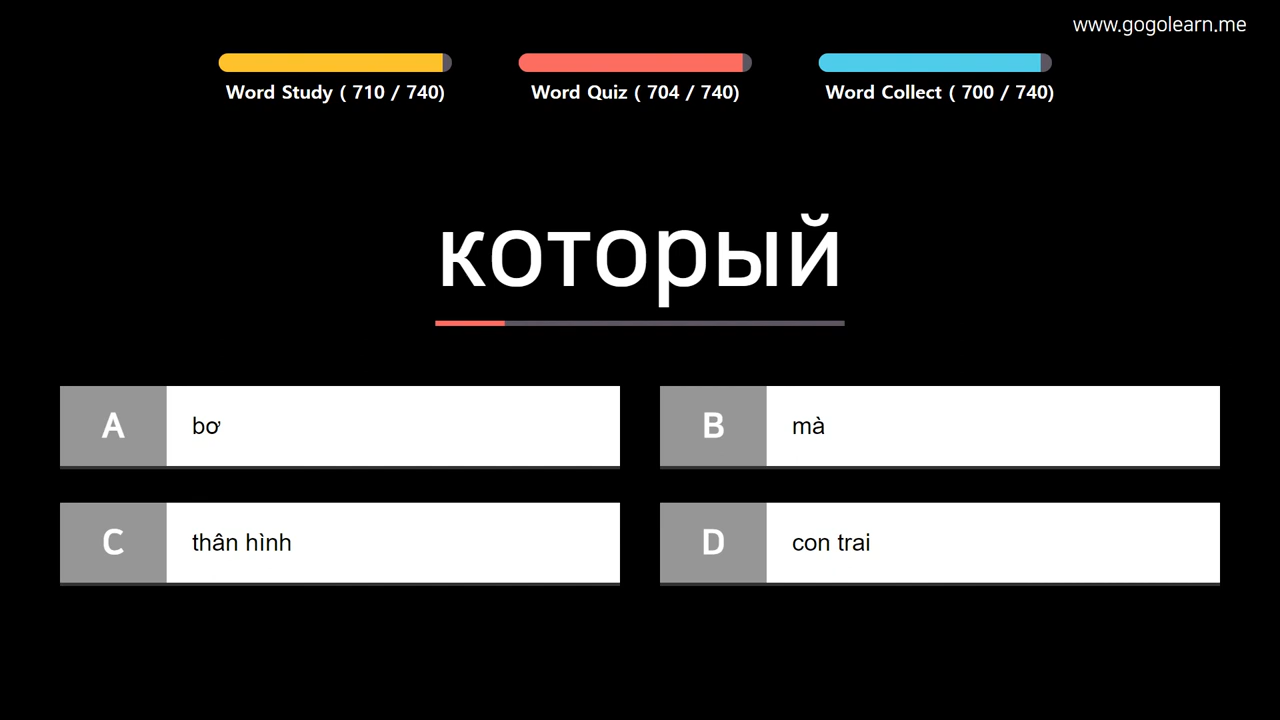 www.gogolearn.me
Word Study ( 710 / 740)
Word Quiz ( 704 / 740)
Word Collect ( 700 / 740)
который
A bơ
B mà
C thân hình
D con trai